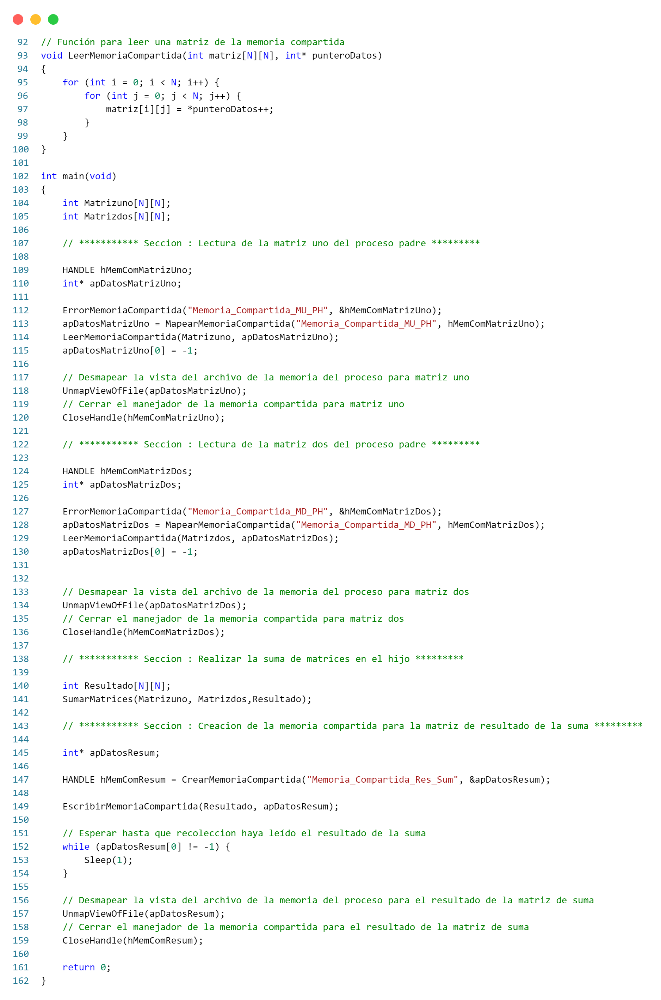 92 // Función para leer una matriz de la memoria compartida
93 void LeerMemoriaCompartida(int matriz[N][N], int* punteroDatos)
94 {
95     for (int i = 0; i < N; i++) {
96         for (int j = 0; j < N; j++) {
97             matriz[i][j] = *punteroDatos++;
98         }
99     }
100 }
101
102 int main(void)
103 {
104     int Matrizuno[N][N];
105     int Matrizdos[N][N];
106
107     // *********** Seccion : Lectura de la matriz uno del proceso padre *********
108
109     HANDLE hMemComMatrizUno;
110     int* apDatosMatrizUno;
111
112     ErrorMemoriaCompartida("Memoria_Compartida_MU_PH", &hMemComMatrizUno);
113     apDatosMatrizUno = MapearMemoriaCompartida("Memoria_Compartida_MU_PH", hMemComMatrizUno);
114     LeerMemoriaCompartida(Matrizuno, apDatosMatrizUno);
115     apDatosMatrizUno[0] = -1;
116
117     // Desmapear la vista del archivo de la memoria del proceso para matriz uno
118     UnmapViewOfFile(apDatosMatrizUno);
119     // Cerrar el manejador de la memoria compartida para matriz uno
120     CloseHandle(hMemComMatrizUno);
121
122     // *********** Seccion : Lectura de la matriz dos del proceso padre *********
123
124     HANDLE hMemComMatrizDos;
125     int* apDatosMatrizDos;
126
127     ErrorMemoriaCompartida("Memoria_Compartida_MD_PH", &hMemComMatrizDos);
128     apDatosMatrizDos = MapearMemoriaCompartida("Memoria_Compartida_MD_PH", hMemComMatrizDos);
129     LeerMemoriaCompartida(Matrizdos, apDatosMatrizDos);
130     apDatosMatrizDos[0] = -1;
131
132
133     // Desmapear la vista del archivo de la memoria del proceso para matriz dos
134     UnmapViewOfFile(apDatosMatrizDos);
135     // Cerrar el manejador de la memoria compartida para matriz dos
136     CloseHandle(hMemComMatrizDos);
137
138     // *********** Seccion : Realizar la suma de matrices en el hijo *********
139
140     int Resultado[N][N];
141     SumarMatrices(Matrizuno, Matrizdos,Resultado);
142
143     // *********** Seccion : Creacion de la memoria compartida para la matriz de resultado de la suma *********
144
145     int* apDatosResum;
146
147     HANDLE hMemComResum = CrearMemoriaCompartida("Memoria_Compartida_Res_Sum", &apDatosResum);
148
149     EscribirMemoriaCompartida(Resultado, apDatosResum);
150
151     // Esperar hasta que recoleccion haya leído el resultado de la suma
152     while (apDatosResum[0] != -1) {
153         Sleep(1);
154     }
155
156     // Desmapear la vista del archivo de la memoria del proceso para el resultado de la matriz de suma
157     UnmapViewOfFile(apDatosResum);
158     // Cerrar el manejador de la memoria compartida para el resultado de la matriz de suma
159     CloseHandle(hMemComResum);
160
161     return 0;
162 }